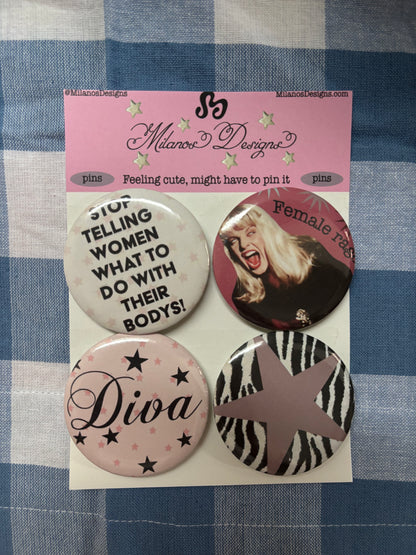 @MilanosDesigns
MilanosDesigns.com
Milanos Designs
pins
Feeling cute, might have to pin it
pins
STOP
TELLING
WOMEN
WHAT TO
DO WITH
THEIR
BODYS!
Female rag
Diva